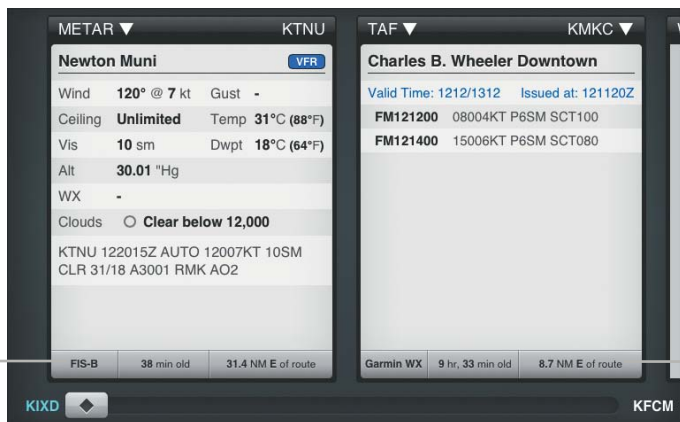 METAR ▼ KTNU
Newton Muni VFR
Wind 120° @ 7 kt Gust -
Ceiling Unlimited Temp 31°C (88°F)
Vis 10 sm Dwpt 18°C (64°F)
Alt 30.01 "Hg
WX -
Clouds Clear below 12,000
KTNU 122015Z AUTO 12007KT 10SM
CLR 31/18 A3001 RMK AO2
FIS-B 38 min old 31.4 NM E of route
TAF ▼ KMKC ▼
Charles B. Wheeler Downtown
Valid Time: 1212/1312 Issued at: 121120Z
FM121200 08004KT P6SM SCT100
FM121400 15006KT P6SM SCT080
Garmin WX 9 hr, 33 min old 8.7 NM E of route
KIXD KFCM